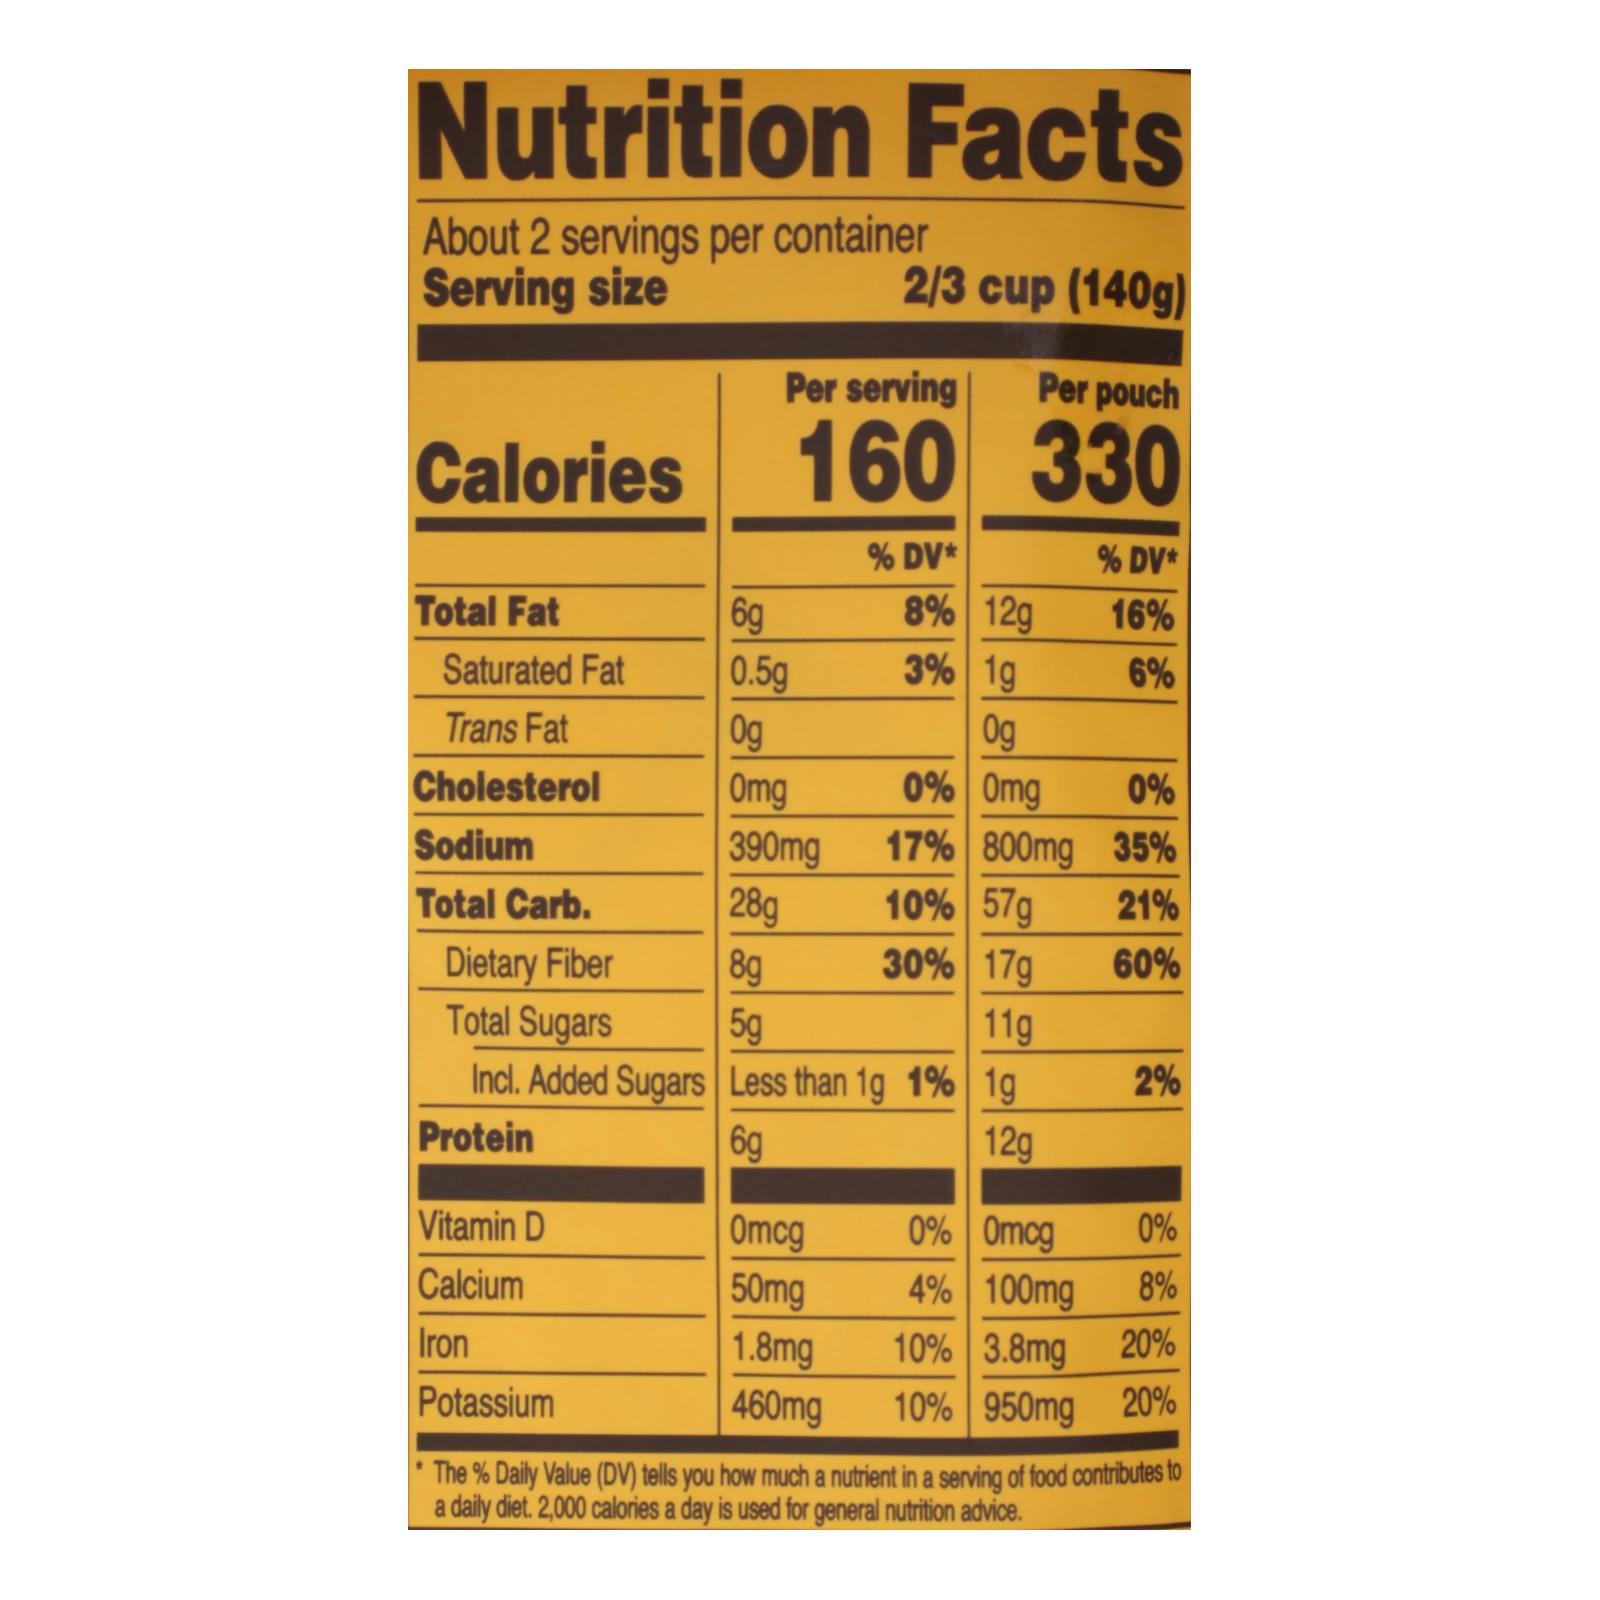 Nutrition Facts
About 2 servings per container
Serving size 2/3 cup (140g)
Per serving Per pouch
Calories 160 330
% DV* % DV*
Total Fat 6g 8% 12g 16%
Saturated Fat 0.5g 3% 1g 6%
Trans Fat 0g 0g
Cholesterol 0mg 0% 0mg 0%
Sodium 390mg 17% 800mg 35%
Total Carb. 28g 10% 57g 21%
Dietary Fiber 8g 30% 17g 60%
Total Sugars 5g 11g
Incl. Added Sugars Less than 1g 1% 1g 2%
Protein 6g 12g
Vitamin D 0mcg 0% 0mcg 0%
Calcium 50mg 4% 100mg 8%
Iron 1.8mg 10% 3.8mg 20%
Potassium 460mg 10% 950mg 20%
* The % Daily Value (DV) tells you how much a nutrient in a serving of food contributes to
a daily diet. 2,000 calories a day is used for general nutrition advice.